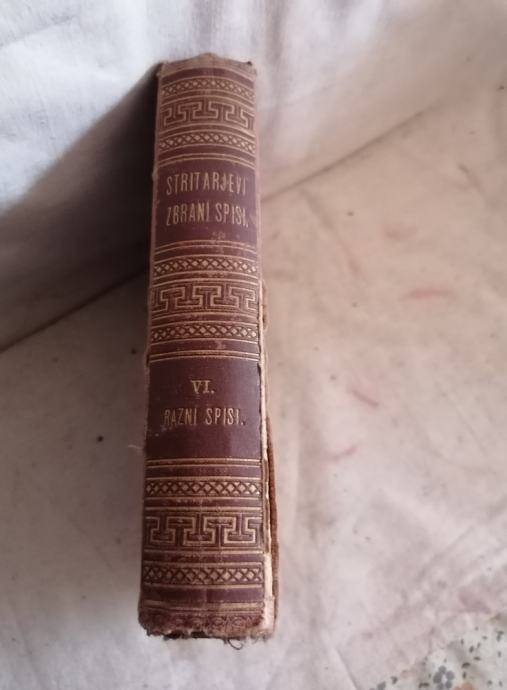 STRITARJEVI
ZBRANI SPISI.
VI.
RAZNI SPISI.